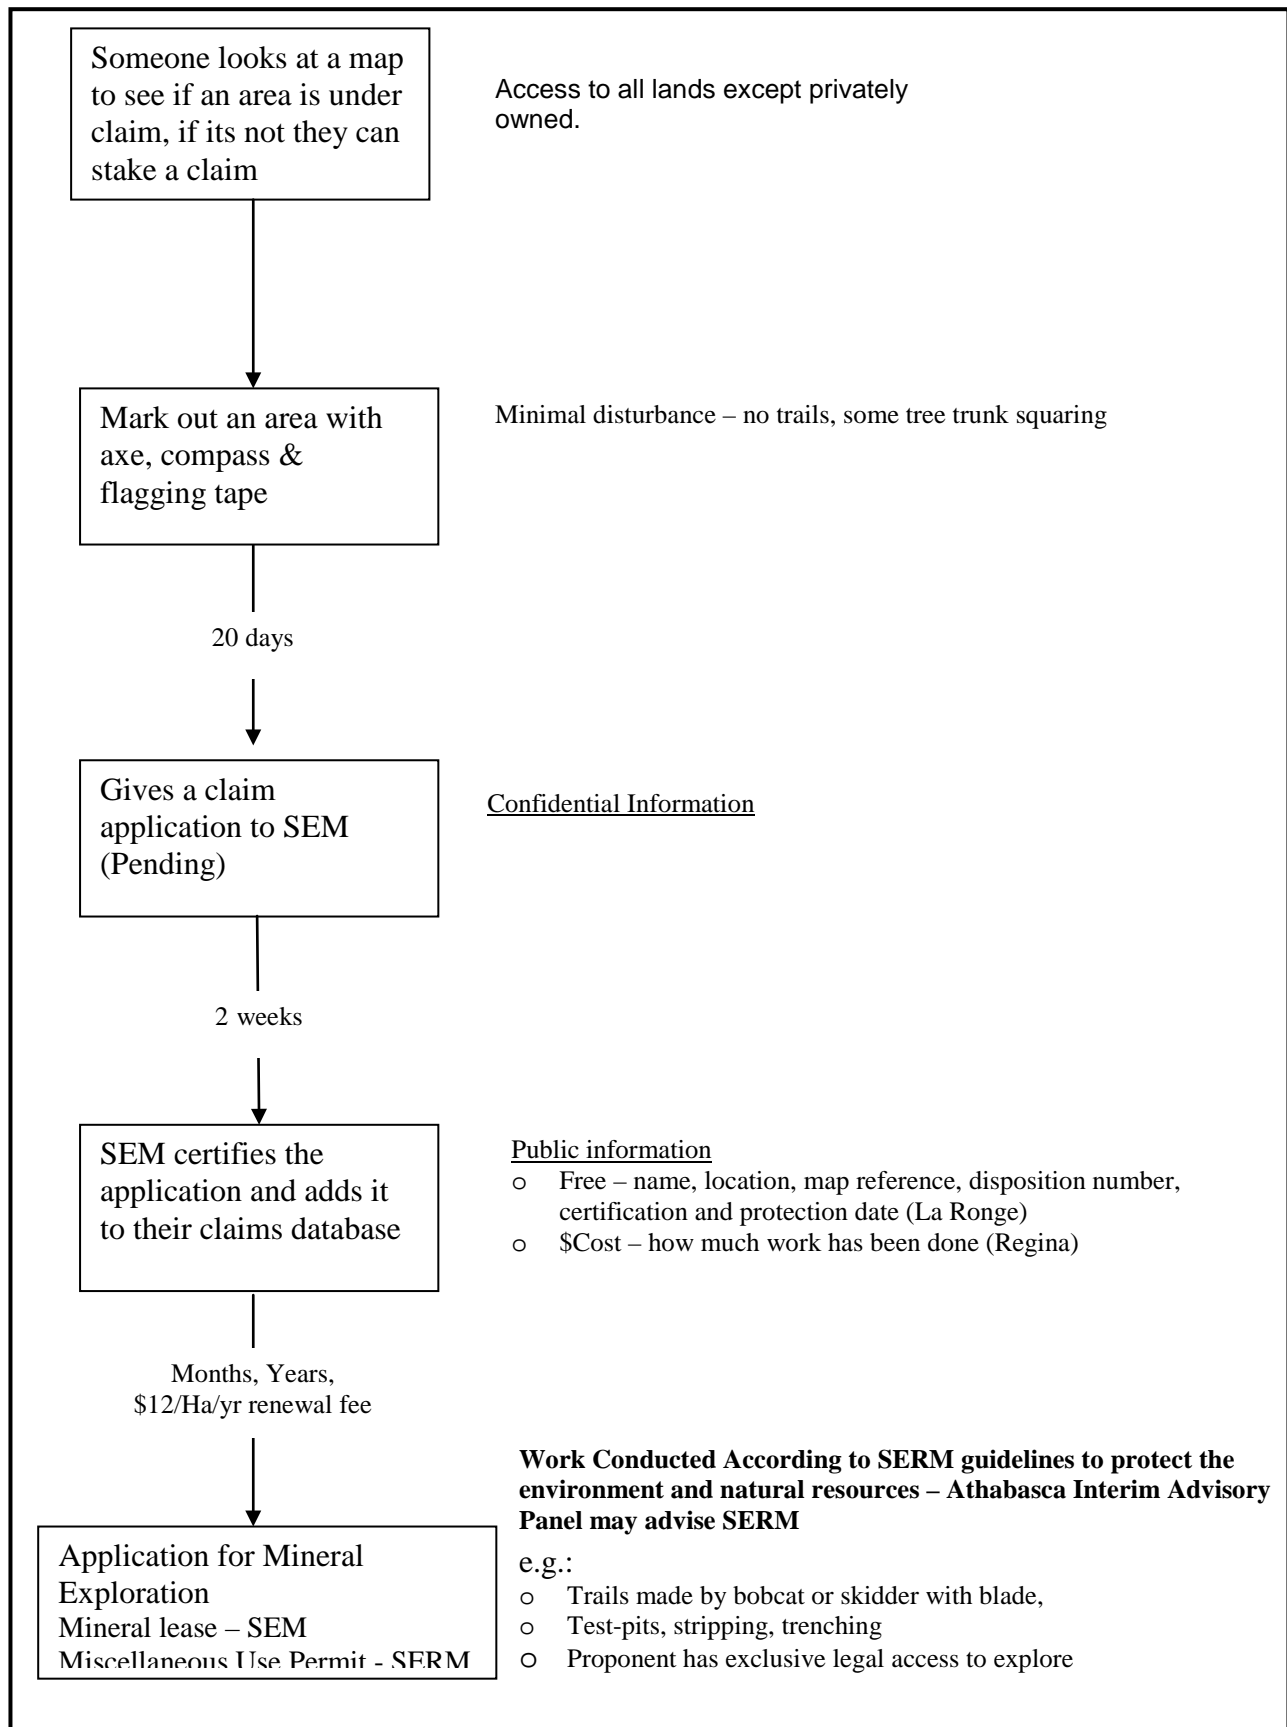 Someone looks at a map
to see if an area is under
claim, if its not they can
stake a claim
Access to all lands except privately
owned.
Mark out an area with
axe, compass &
flagging tape
Minimal disturbance – no trails, some tree trunk squaring
20 days
Gives a claim
application to SEM
(Pending)
Confidential Information
2 weeks
SEM certifies the
application and adds it
to their claims database
Public information
o Free – name, location, map reference, disposition number,
certification and protection date (La Ronge)
o $Cost – how much work has been done (Regina)
Months, Years,
$12/Ha/yr renewal fee
Application for Mineral
Exploration
Mineral lease – SEM
Miscellaneous Use Permit - SERM
Work Conducted According to SERM guidelines to protect the
environment and natural resources – Athabasca Interim Advisory
Panel may advise SERM
e.g.:
o Trails made by bobcat or skidder with blade,
o Test-pits, stripping, trenching
o Proponent has exclusive legal access to explore